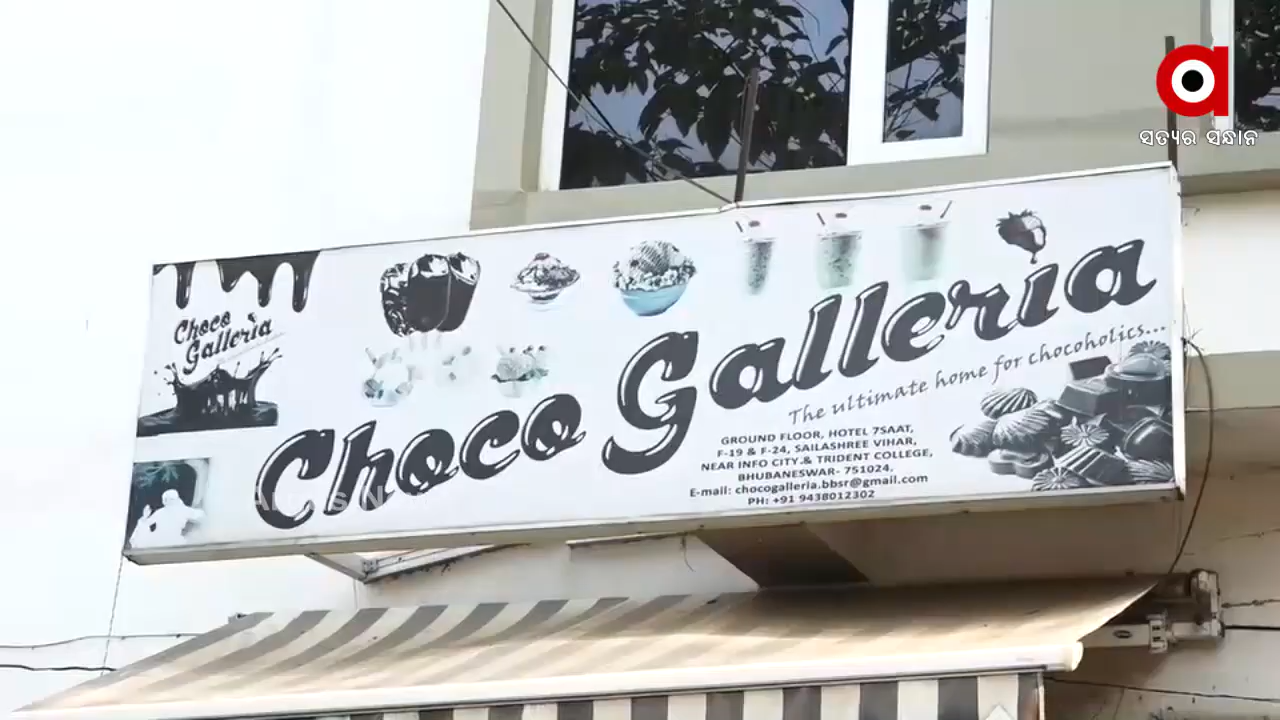 a
ସତ୍ୟର ସନ୍ଧାନ
Choco
Galleria
Choco Galleria
The ultimate home for chocoholics...
GROUND FLOOR, HOTEL 7SAAT,
F-19 & F-24, SAILASHREE VIHAR,
NEAR INFO CITY.& TRIDENT COLLEGE,
BHUBANESWAR- 751024.
E-mail: chocogalleria.bbsr@gmail.com
PH: +91 9438012302